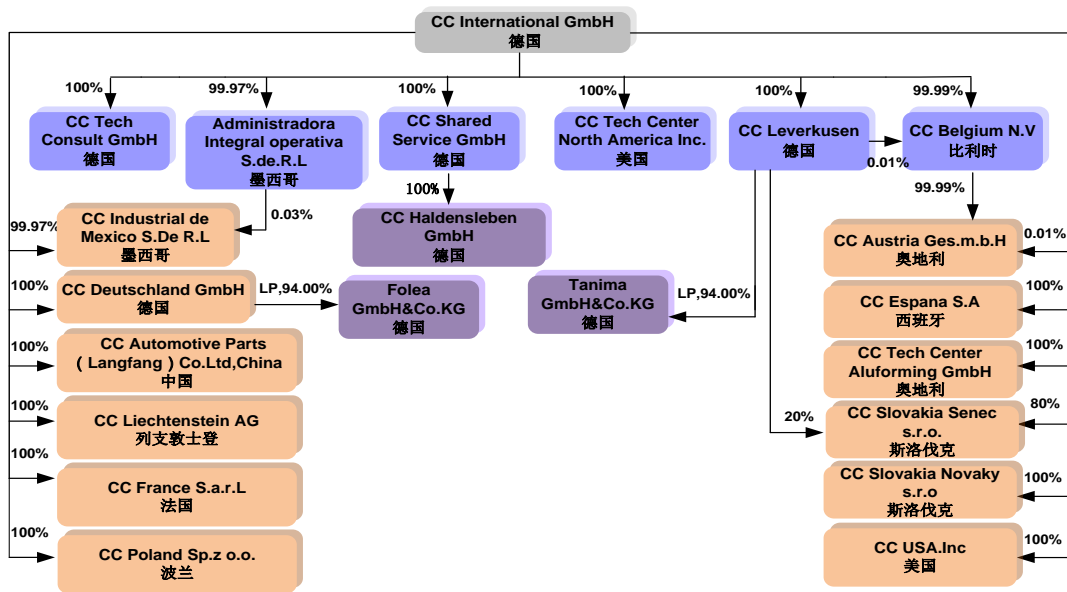 CC International GmbH
德国
100%
99.97%
100%
100%
100%
99.99%
CC Tech
Consult GmbH
德国
Administradora
Integral operativa
S.de.R.L
墨西哥
CC Shared
Service GmbH
德国
CC Tech Center
North America Inc.
美国
CC Leverkusen
德国
0.01%
CC Belgium N.V
比利时
100%
99.99%
99.97%
CC Industrial de
Mexico S.De R.L
墨西哥
0.03%
CC Haldensleben
GmbH
德国
CC Austria Ges.m.b.H
奥地利
0.01%
100%
CC Deutschland GmbH
德国
LP,94.00%
Folea
GmbH&Co.KG
德国
Tanima
GmbH&Co.KG
德国
LP,94.00%
CC Espana S.A
西班牙
100%
100%
CC Automotive Parts
( Langfang ) Co.Ltd,China
中国
CC Tech Center
Aluforming GmbH
奥地利
100%
100%
CC Liechtenstein AG
列支敦士登
20%
CC Slovakia Senec
s.r.o.
斯洛伐克
80%
100%
CC France S.a.r.L
法国
CC Slovakia Novaky
s.r.o
斯洛伐克
100%
100%
CC Poland Sp.z o.o.
波兰
CC USA.Inc
美国
100%